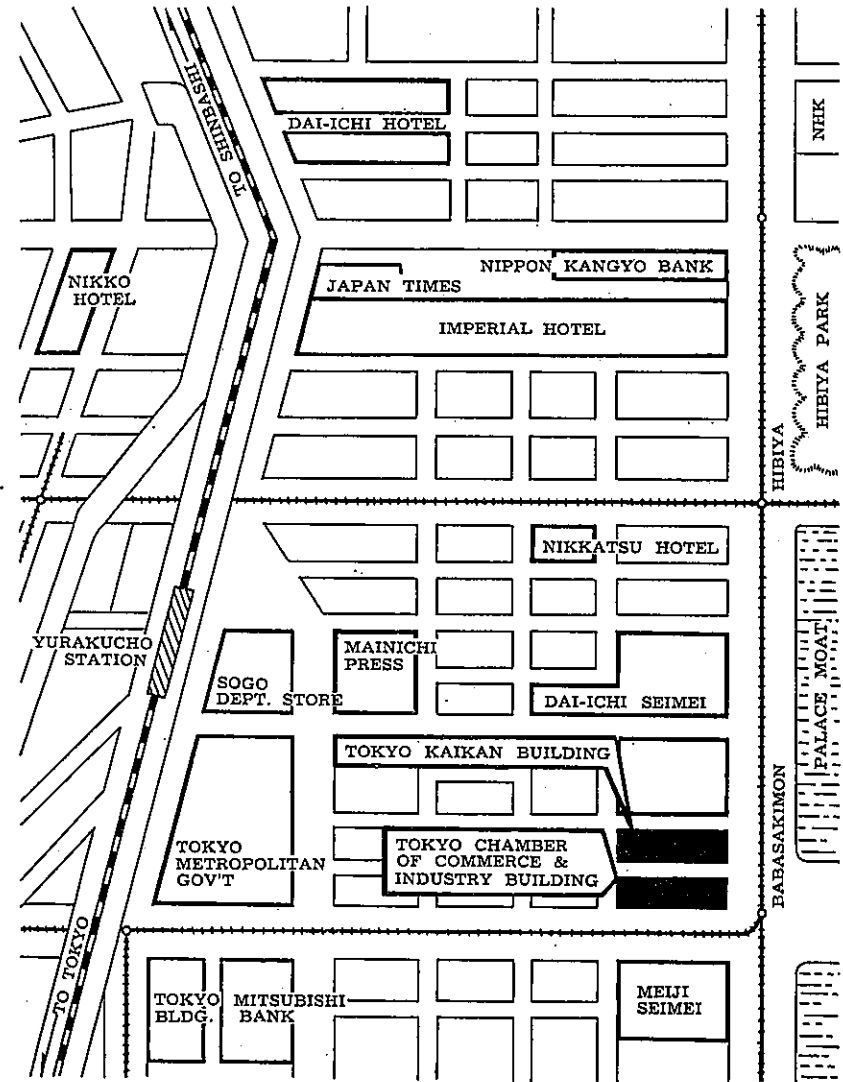 TO SHINBASHI
DAI-ICHI HOTEL
NHK
NIKKO
HOTEL
NIPPON KANGYO BANK
JAPAN TIMES
IMPERIAL HOTEL
HIBIYA PARK
HIBIYA
NIKKATSU HOTEL
YURAKUCHO
STATION
MAINICHI
PRESS
SOGO
DEPT. STORE
DAI-ICHI SEIMEI
PALACE MOAT
TOKYO KAIKAN BUILDING
BABASAKIMON
TOKYO
METROPOLITAN
GOV'T
TOKYO CHAMBER
OF COMMERCE &
INDUSTRY BUILDING
TO TOKYO
TOKYO
BLDG.
MITSUBISHI
BANK
MEIJI
SEIMEI